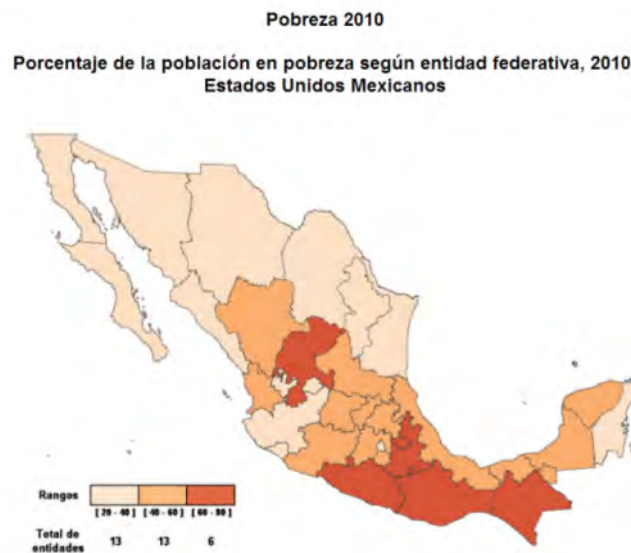 Pobreza 2010
Porcentaje de la población en pobreza según entidad federativa, 2010
Estados Unidos Mexicanos
Rangos
[ 20 - 40 ] [ 40 - 60 ] [ 60 - 80 ]
Total de entidades 13 13 6